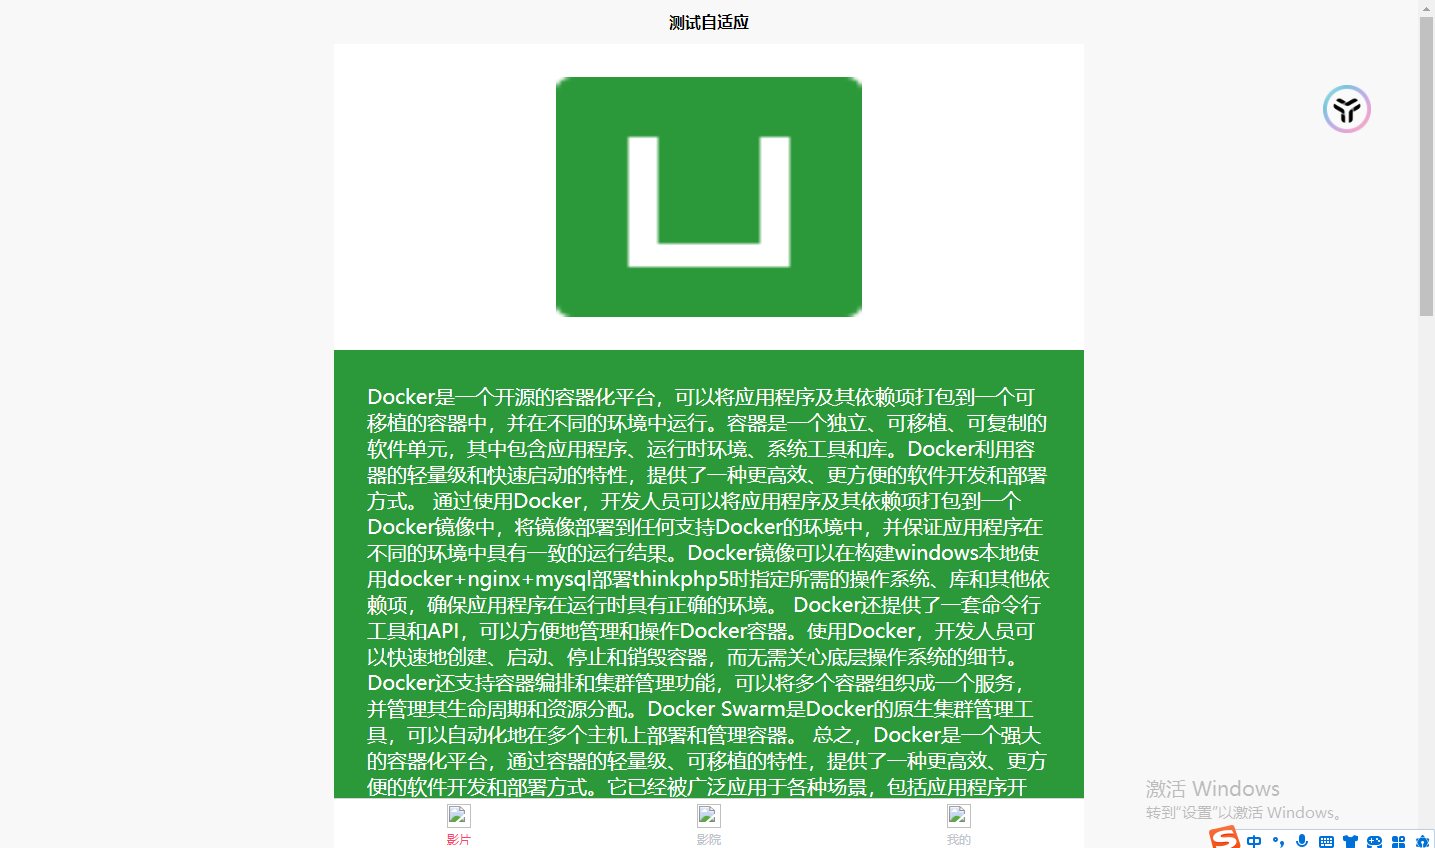 测试自适应
Docker是一个开源的容器化平台，可以将应用程序及其依赖项打包到一个可
移植的容器中，并在不同的环境中运行。容器是一个独立、可移植、可复制的
软件单元，其中包含应用程序、运行时环境、系统工具和库。Docker利用容
器的轻量级和快速启动的特性，提供了一种更高效、更方便的软件开发和部署
方式。 通过使用Docker，开发人员可以将应用程序及其依赖项打包到一个
Docker镜像中，将镜像部署到任何支持Docker的环境中，并保证应用程序在
不同的环境中具有一致的运行结果。Docker镜像可以在构建windows本地使
用docker+nginx+mysql部署thinkphp5时指定所需的操作系统、库和其他依
赖项，确保应用程序在运行时具有正确的环境。 Docker还提供了一套命令行
工具和API，可以方便地管理和操作Docker容器。使用Docker，开发人员可
以快速地创建、启动、停止和销毁容器，而无需关心底层操作系统的细节。
Docker还支持容器编排和集群管理功能，可以将多个容器组织成一个服务，
并管理其生命周期和资源分配。Docker Swarm是Docker的原生集群管理工
具，可以自动化地在多个主机上部署和管理容器。 总之，Docker是一个强大
的容器化平台，通过容器的轻量级、可移植的特性，提供了一种更高效、更方
便的软件开发和部署方式。它已经被广泛应用于各种场景，包括应用程序开
影片
影院
我的
激活 Windows
转到“设置”以激活 Windows。
中